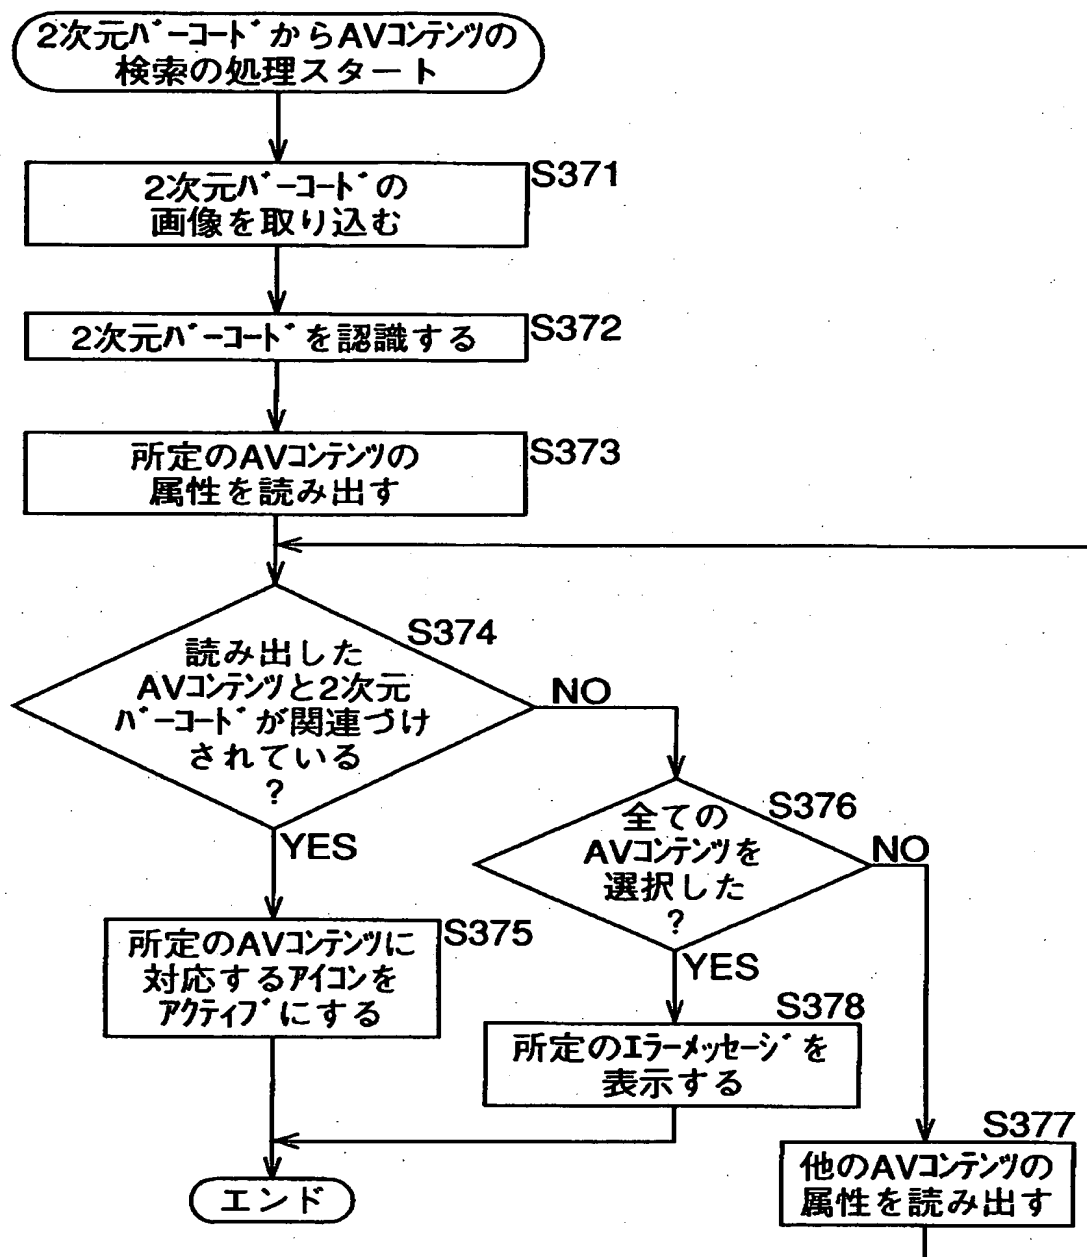 2次元バーコードからAVコンテンツの
検索の処理スタート
S371
2次元バーコードの
画像を取り込む
S372
2次元バーコードを認識する
S373
所定のAVコンテンツの
属性を読み出す
S374
読み出した
AVコンテンツと2次元
バーコードが関連づけ
されている
?
NO
YES
S376
全ての
AVコンテンツを
選択した
?
NO
YES
S375
所定のAVコンテンツに
対応するアイコンを
アクティブにする
S378
所定のエラーメッセージを
表示する
S377
他のAVコンテンツの
属性を読み出す
エンド